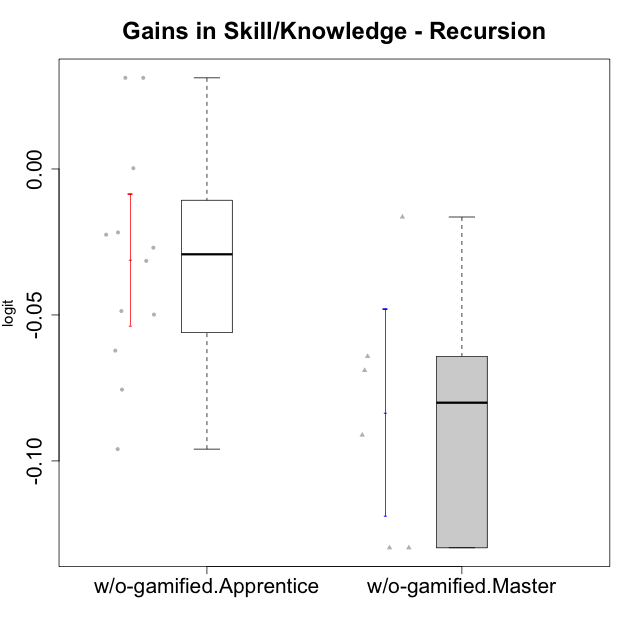 Gains in Skill/Knowledge - Recursion
0.00
-0.05
-0.10
logit
w/o-gamified.Apprentice
w/o-gamified.Master